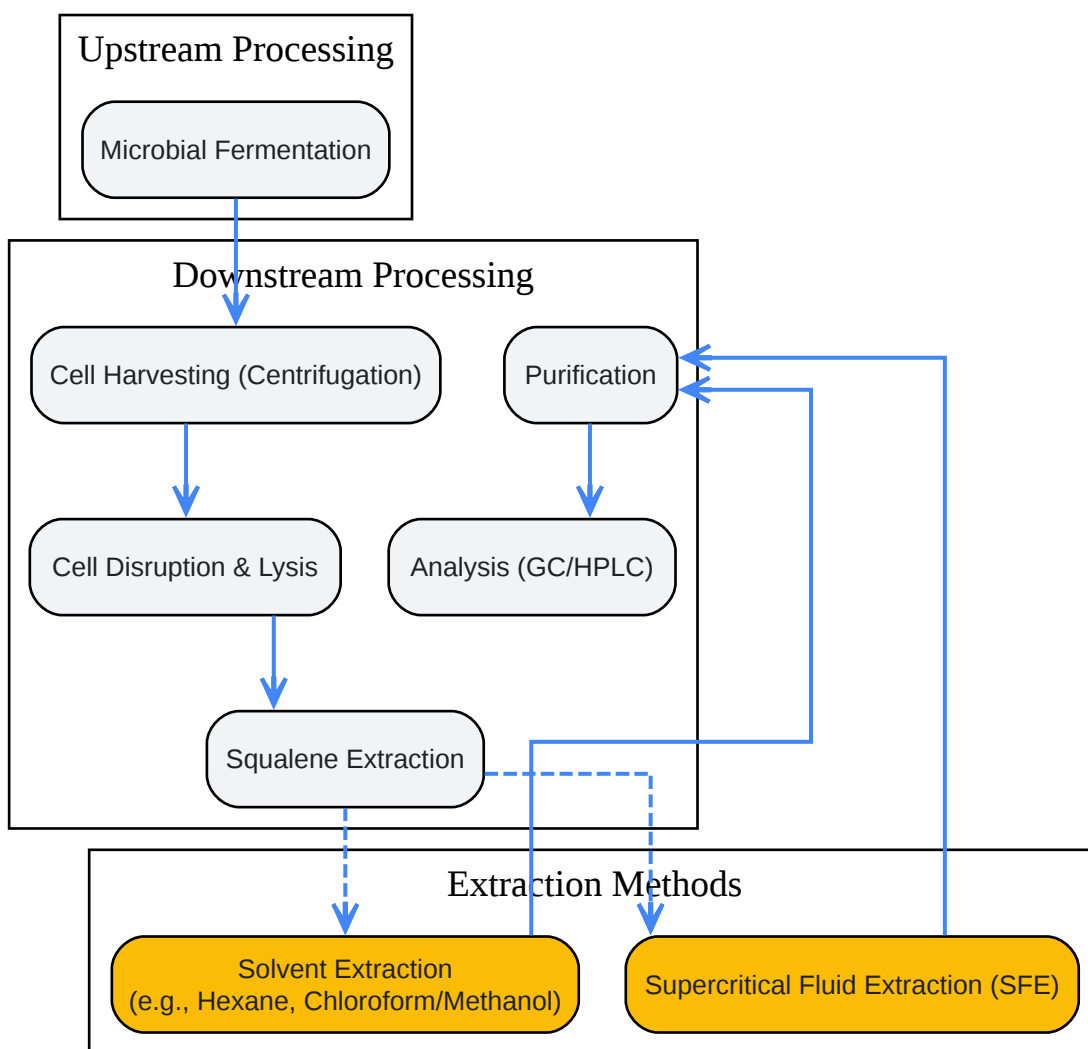 Upstream Processing
Microbial Fermentation
Downstream Processing
Cell Harvesting (Centrifugation)
Purification
Cell Disruption & Lysis
Analysis (GC/HPLC)
Squalene Extraction
Extraction Methods
Solvent Extraction
(e.g., Hexane, Chloroform/Methanol)
Supercritical Fluid Extraction (SFE)